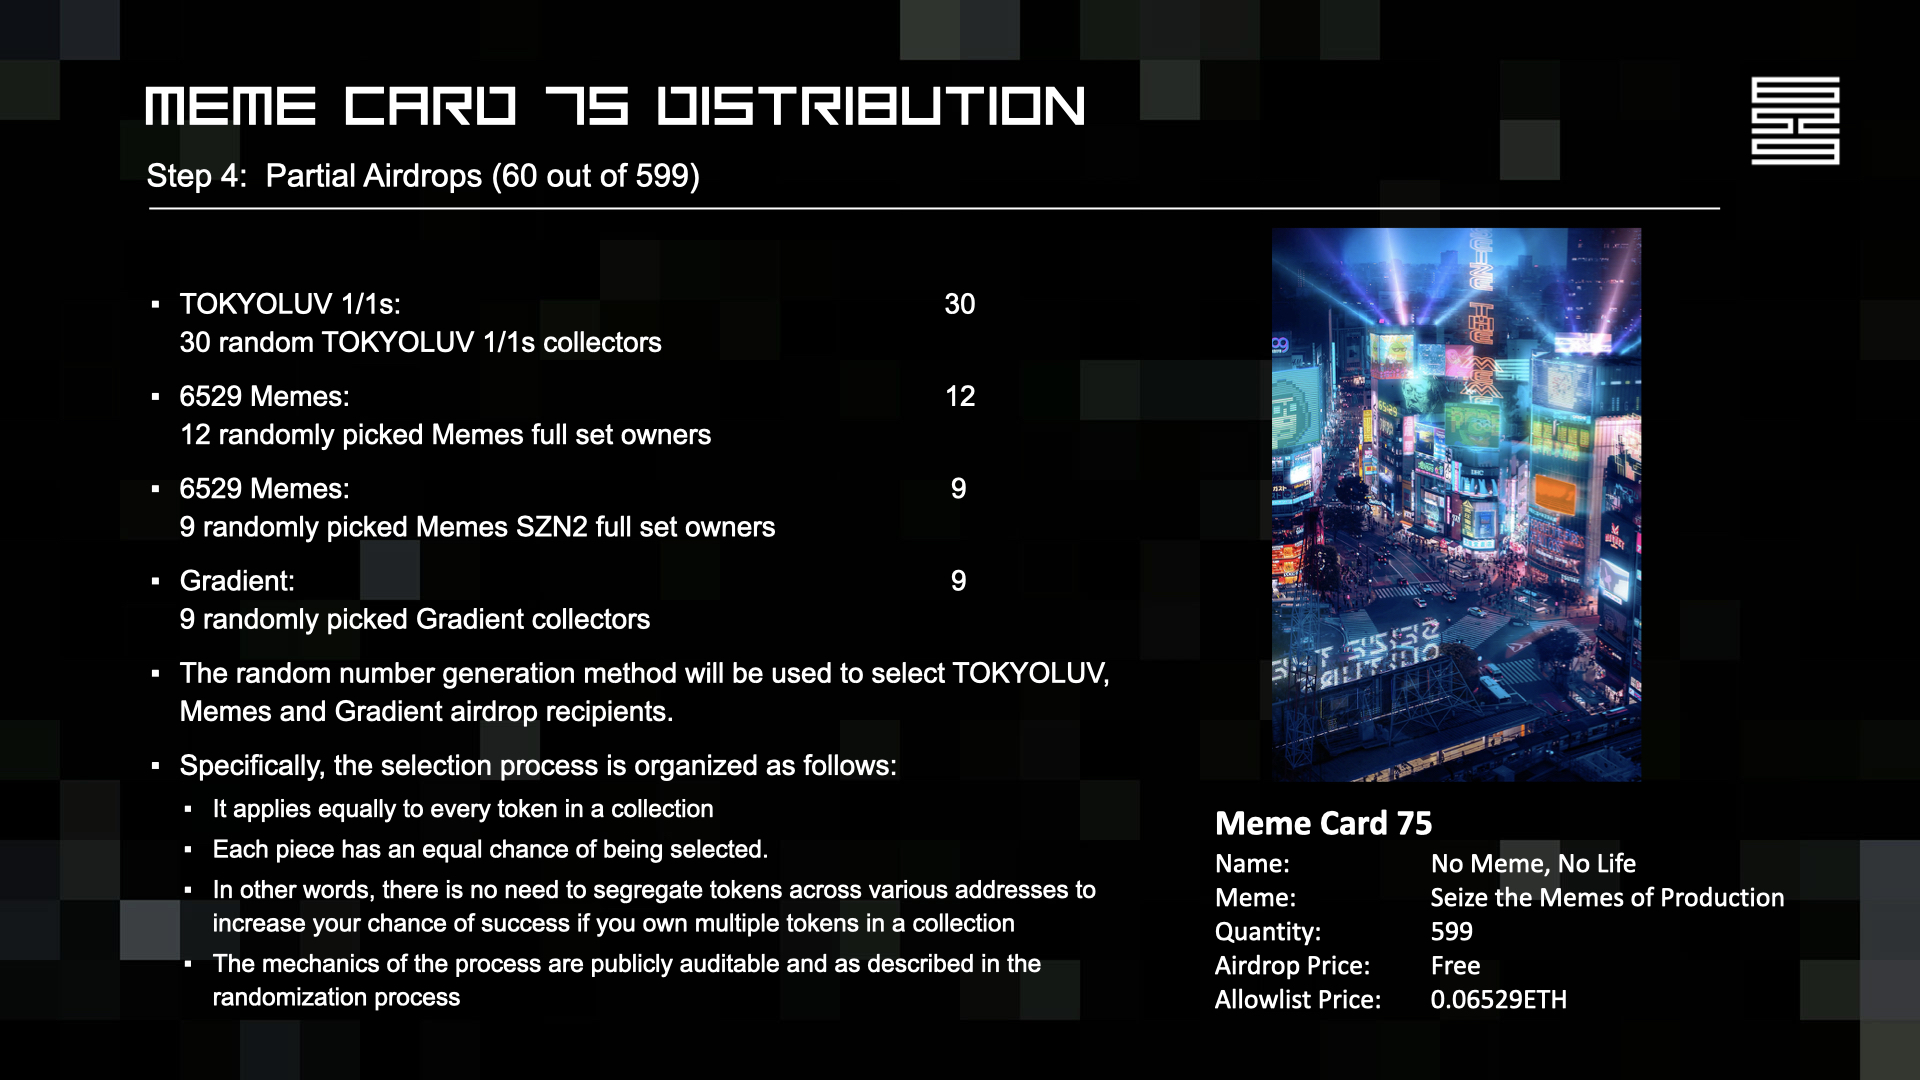 MEME CARD 75 DISTRIBUTION
Step 4:  Partial Airdrops (60 out of 599)
▪ TOKYOLUV 1/1s: 30
30 random TOKYOLUV 1/1s collectors
▪ 6529 Memes: 12
12 randomly picked Memes full set owners
▪ 6529 Memes: 9
9 randomly picked Memes SZN2 full set owners
▪ Gradient: 9
9 randomly picked Gradient collectors
▪ The random number generation method will be used to select TOKYOLUV,
Memes and Gradient airdrop recipients.
▪ Specifically, the selection process is organized as follows:
▪ It applies equally to every token in a collection
▪ Each piece has an equal chance of being selected.
▪ In other words, there is no need to segregate tokens across various addresses to
increase your chance of success if you own multiple tokens in a collection
▪ The mechanics of the process are publicly auditable and as described in the
randomization process
Meme Card 75
Name: No Meme, No Life
Meme: Seize the Memes of Production
Quantity: 599
Airdrop Price: Free
Allowlist Price: 0.06529ETH